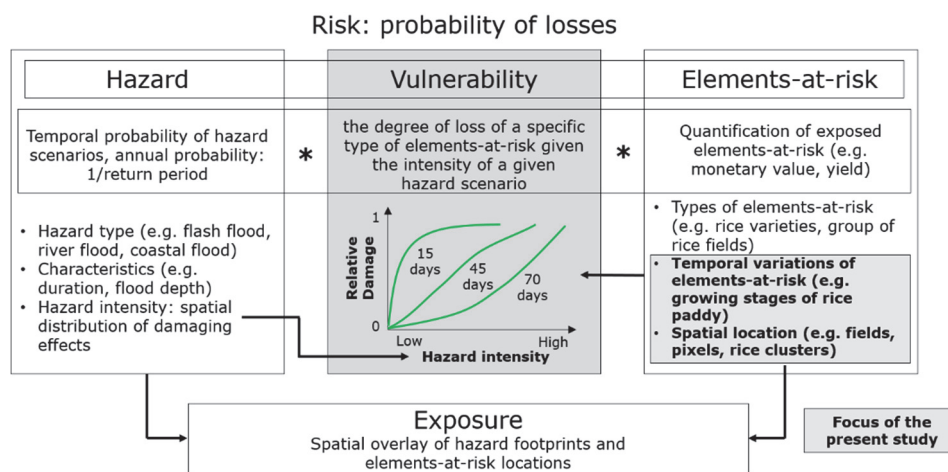 Risk: probability of losses
Hazard
Vulnerability
Elements-at-risk
Temporal probability of hazard
scenarios, annual probability:
1/return period
*
the degree of loss of a specific
type of elements-at-risk given
the intensity of a given
hazard scenario
*
Quantification of exposed
elements-at-risk (e.g.
monetary value, yield)
• Hazard type (e.g. flash flood,
river flood, coastal flood)
• Characteristics (e.g.
duration, flood depth)
• Hazard intensity: spatial
distribution of damaging
effects
1
Relative
Damage
0
15
days
45
days
70
days
Low
High
Hazard intensity
• Types of elements-at-risk
(e.g. rice varieties, group of
rice fields)
• Temporal variations of
elements-at-risk (e.g.
growing stages of rice
paddy)
• Spatial location (e.g. fields,
pixels, rice clusters)
Exposure
Spatial overlay of hazard footprints and
elements-at-risk locations
Focus of the
present study